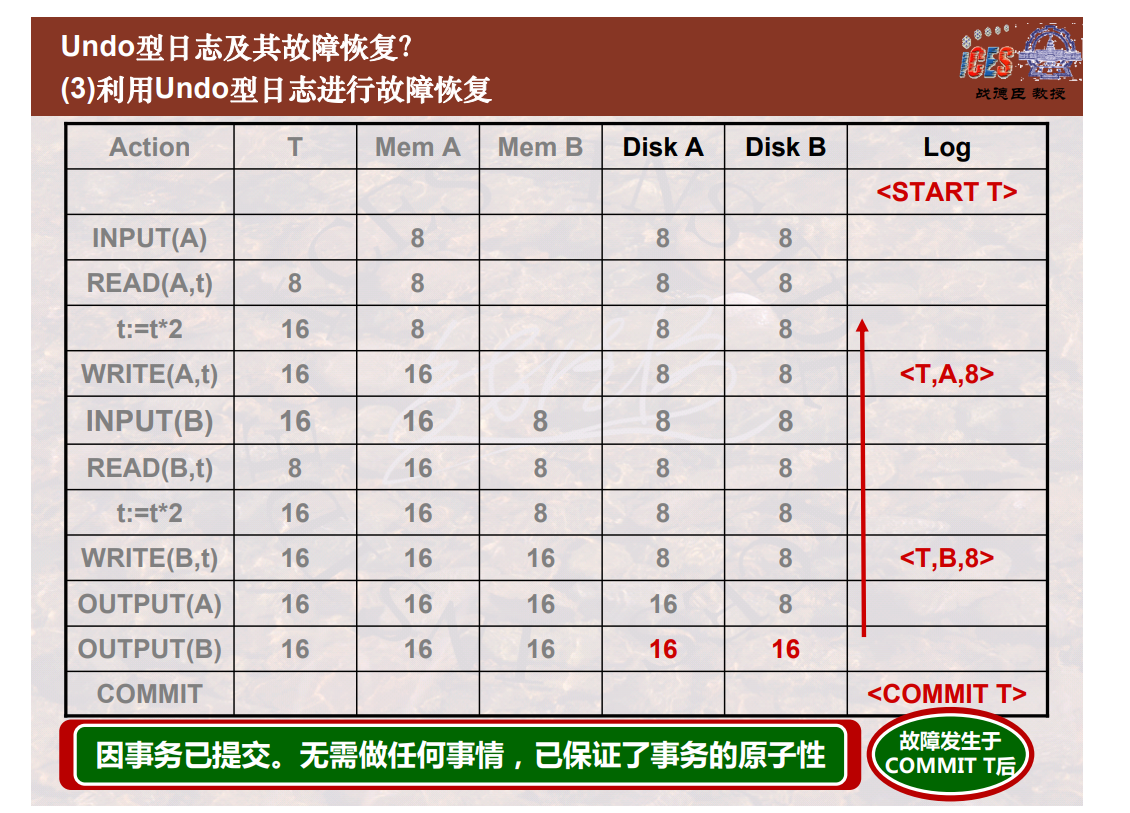 Undo型日志及其故障恢复?
(3)利用Undo型日志进行故障恢复
iCES
战德臣 教授
Action T Mem A Mem B Disk A Disk B Log
<START T>
INPUT(A) 8 8 8
READ(A,t) 8 8 8 8
t:=t*2 16 8 8 8
WRITE(A,t) 16 16 8 8 <T,A,8>
INPUT(B) 16 16 8 8 8
READ(B,t) 8 16 8 8 8
t:=t*2 16 16 8 8 8
WRITE(B,t) 16 16 16 8 8 <T,B,8>
OUTPUT(A) 16 16 16 16 8
OUTPUT(B) 16 16 16 16 16
COMMIT <COMMIT T>
因事务已提交。无需做任何事情，已保证了事务的原子性
故障发生于
COMMIT T后